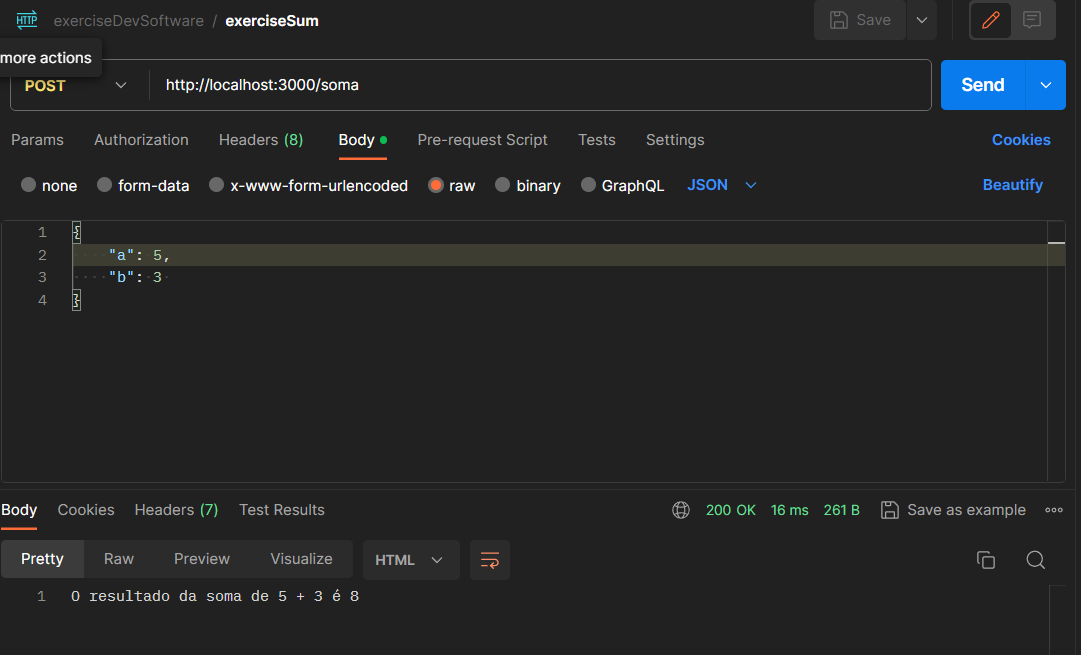 HTTP exerciseDevSoftware / exerciseSum Save
more actions
POST http://localhost:3000/soma Send
Params Authorization Headers (8) Body Pre-request Script Tests Settings Cookies
none form-data x-www-form-urlencoded raw binary GraphQL JSON Beautify
1 {
2 "a": 5,
3 "b": 3
4 }
Body Cookies Headers (7) Test Results 200 OK 16 ms 261 B Save as example
Pretty Raw Preview Visualize HTML
1 O resultado da soma de 5 + 3 é 8